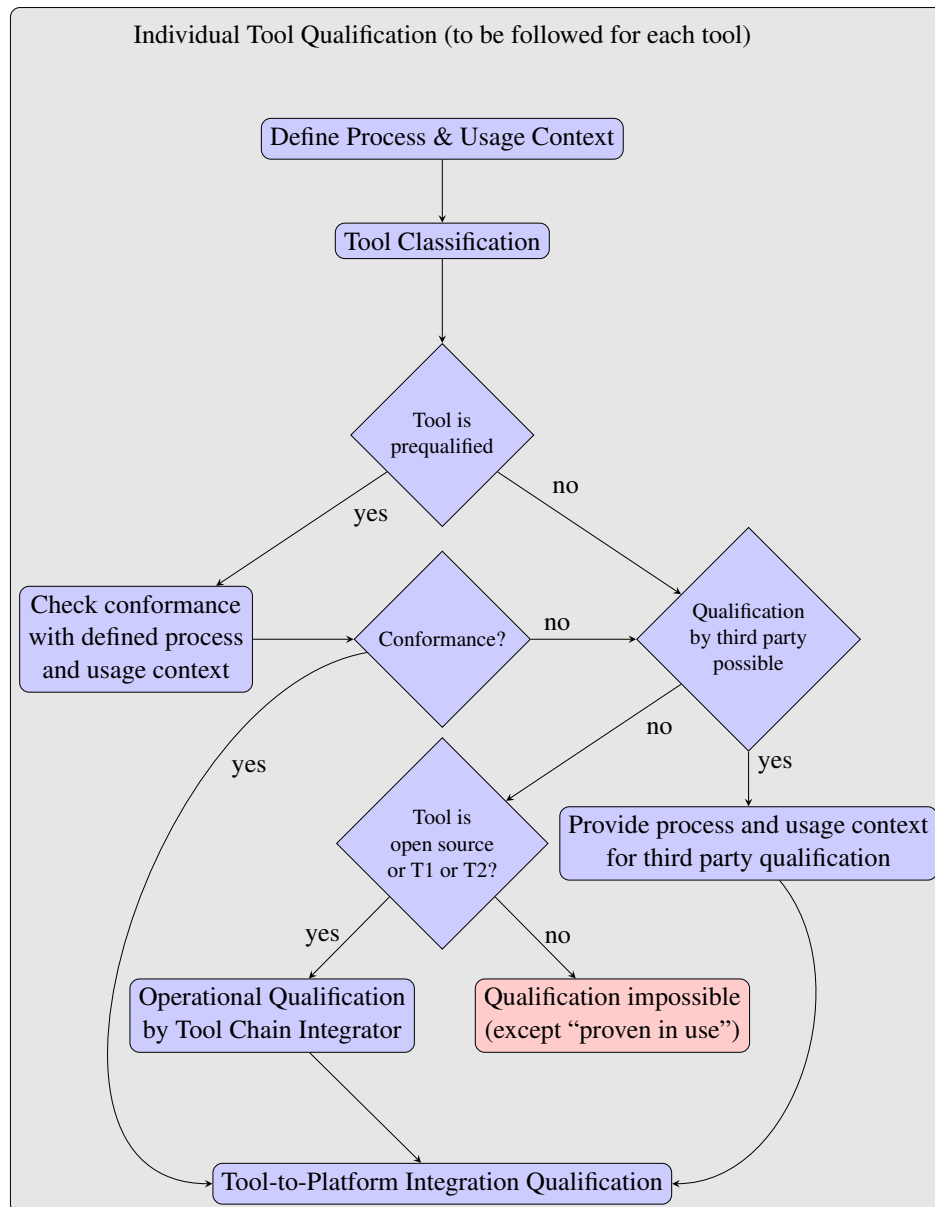 Individual Tool Qualification (to be followed for each tool)
Define Process & Usage Context
Tool Classification
Tool is
prequalified
yes
no
Check conformance
with defined process
and usage context
Conformance?
no
Qualification
by third party
possible
yes
no
yes
Tool is
open source
or T1 or T2?
Provide process and usage context
for third party qualification
yes
no
Operational Qualification
by Tool Chain Integrator
Qualification impossible
(except “proven in use”)
Tool-to-Platform Integration Qualification